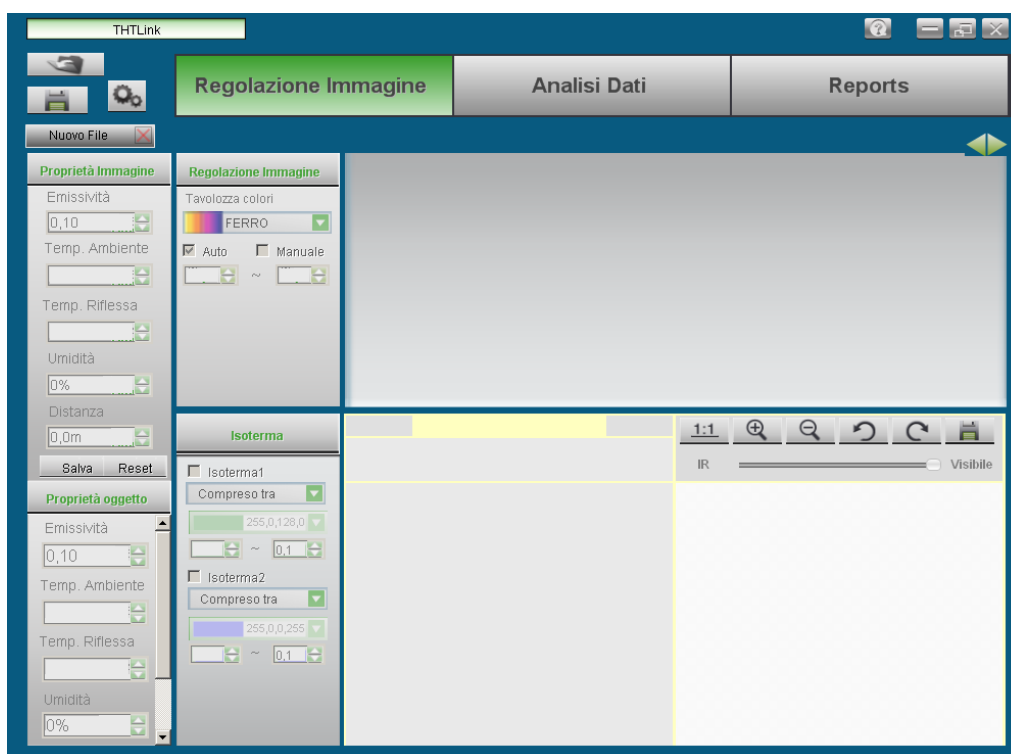 THTLink
Regolazione Immagine
Analisi Dati
Reports
Nuovo File
Proprietà Immagine
Emissività
0,10
Temp. Ambiente
Temp. Riflessa
Umidità
0%
Distanza
0,0m
Salva Reset
Proprietà oggetto
Emissività
0,10
Temp. Ambiente
Temp. Riflessa
Umidità
0%
Regolazione Immagine
Tavolozza colori
FERRO
Auto Manuale
~
Isoterma
Isoterma1
Compreso tra
255,0,128,0
~ 0,1
Isoterma2
Compreso tra
255,0,0,255
~ 0,1
1:1
IR Visibile